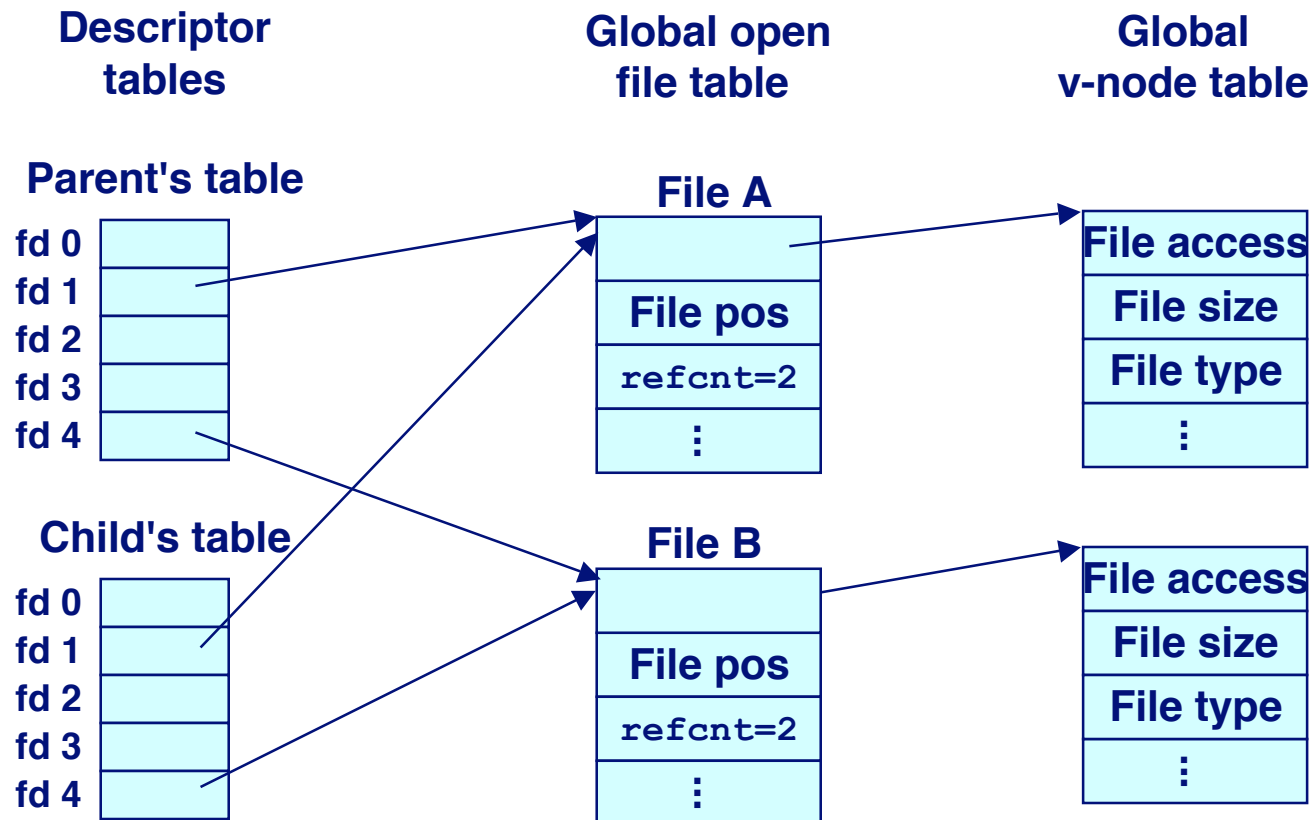 Descriptor
tables
Global open
file table
Global
v-node table
Parent's table
fd 0
fd 1
fd 2
fd 3
fd 4
File A
File pos
refcnt=2
⋮
File access
File size
File type
⋮
Child's table
fd 0
fd 1
fd 2
fd 3
fd 4
File B
File pos
refcnt=2
⋮
File access
File size
File type
⋮